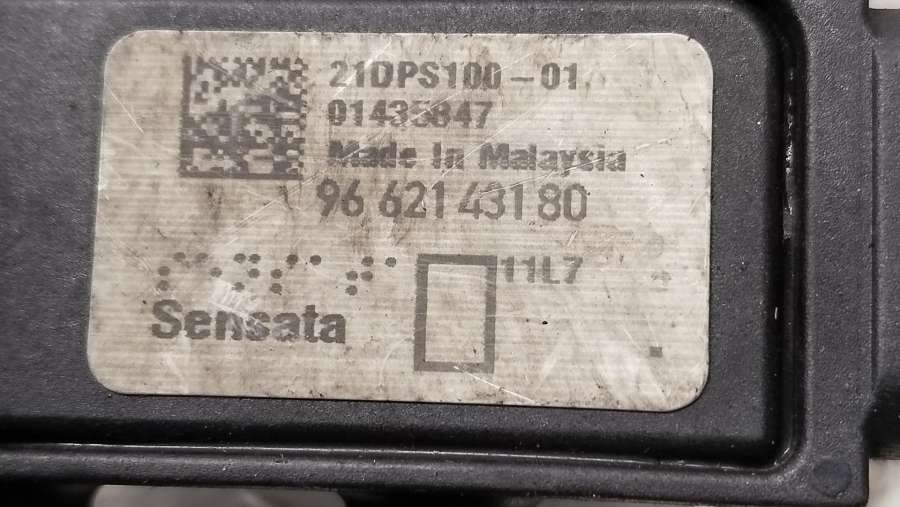 21DPS100-01
01435847
Made In Malaysia
96 621 431 80
11L7
Sensata